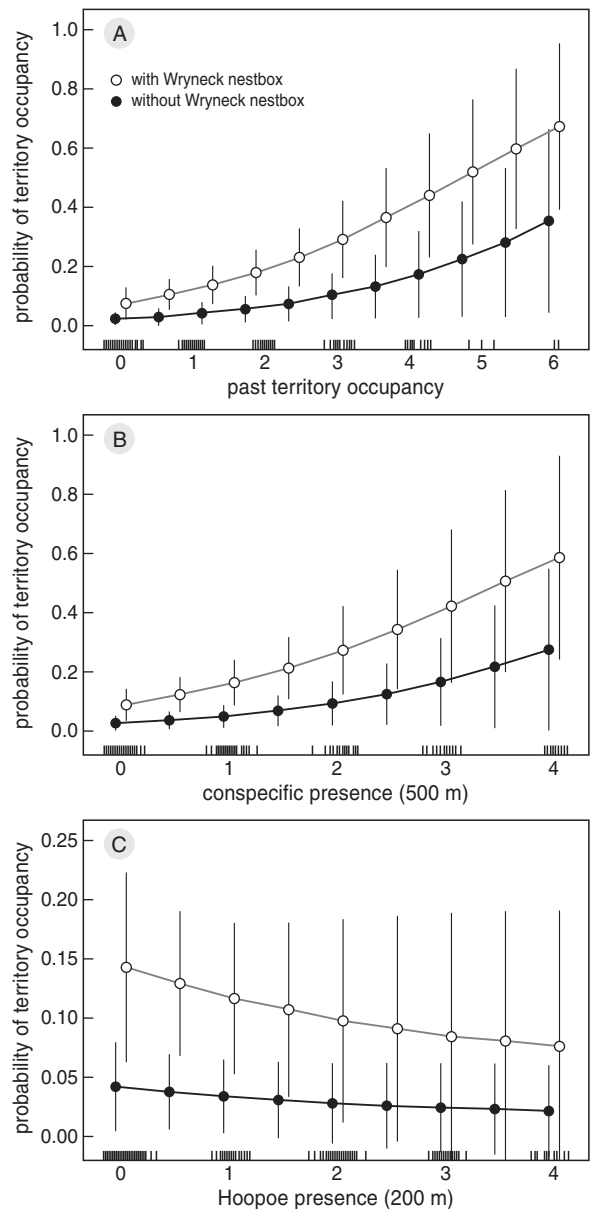 A
with Wryneck nestbox
without Wryneck nestbox
probability of territory occupancy
1.0
0.8
0.6
0.4
0.2
0.0
0 1 2 3 4 5 6
past territory occupancy
B
probability of territory occupancy
1.0
0.8
0.6
0.4
0.2
0.0
0 1 2 3 4
conspecific presence (500 m)
C
probability of territory occupancy
0.25
0.20
0.15
0.10
0.05
0.00
0 1 2 3 4
Hoopoe presence (200 m)